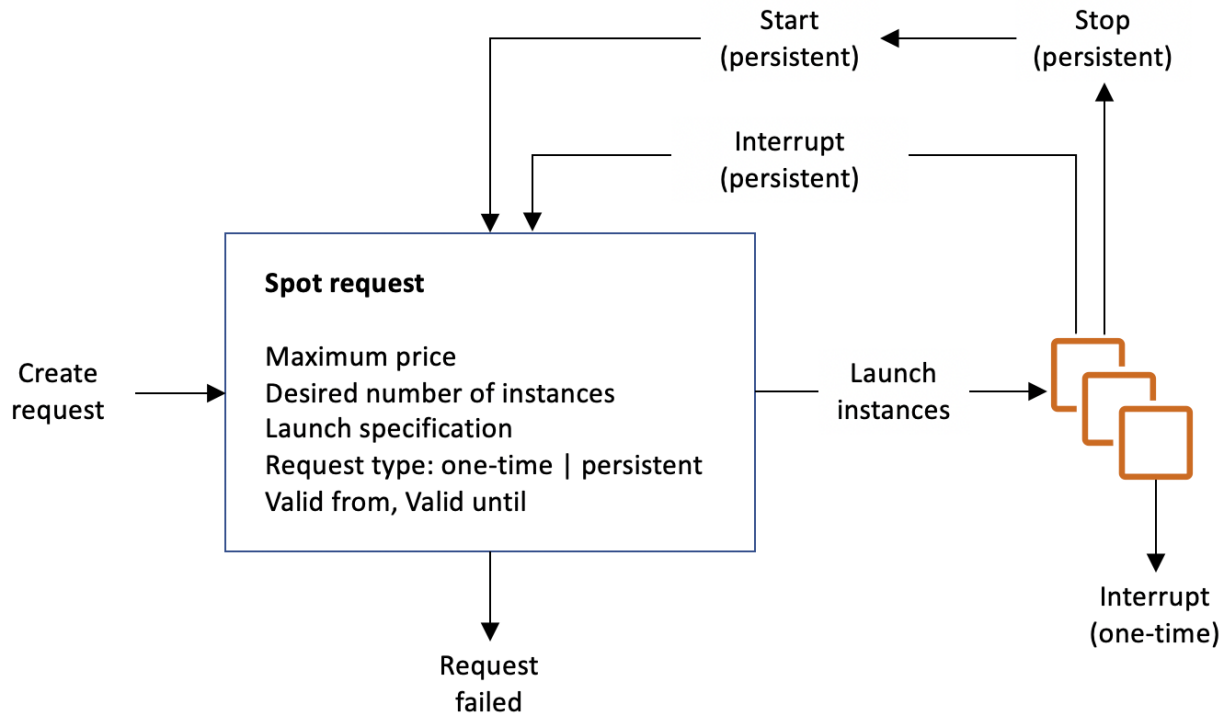 Start
(persistent)
Stop
(persistent)
Interrupt
(persistent)
Spot request
Maximum price
Desired number of instances
Launch specification
Request type: one-time | persistent
Valid from, Valid until
Create
request
Launch
instances
Interrupt
(one-time)
Request
failed